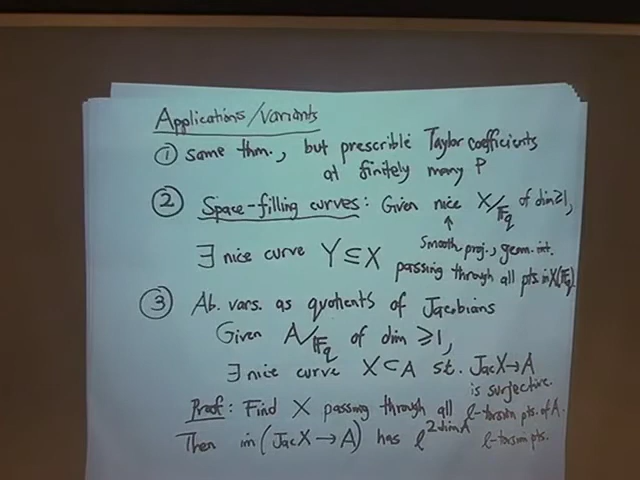 Applications/Variants
① same thm., but prescrible Taylor coefficients
at finitely many P
② Space-filling curves: Given nice X/𝔽q of dim ≥ 1,
smooth proj., geom. int.
∃ nice curve Y ⊆ X passing through all pts. in X(𝔽q)
③ Ab. vars. as quotients of Jacobians
Given A/𝔽q of dim ≥ 1,
∃ nice curve X ⊂ A s.t. Jac X → A
is surjective.
Proof: Find X passing through all ℓ-torsion pts. of A.
Then im (Jac X → A) has ℓ^{2 dim A} ℓ-torsion pts.